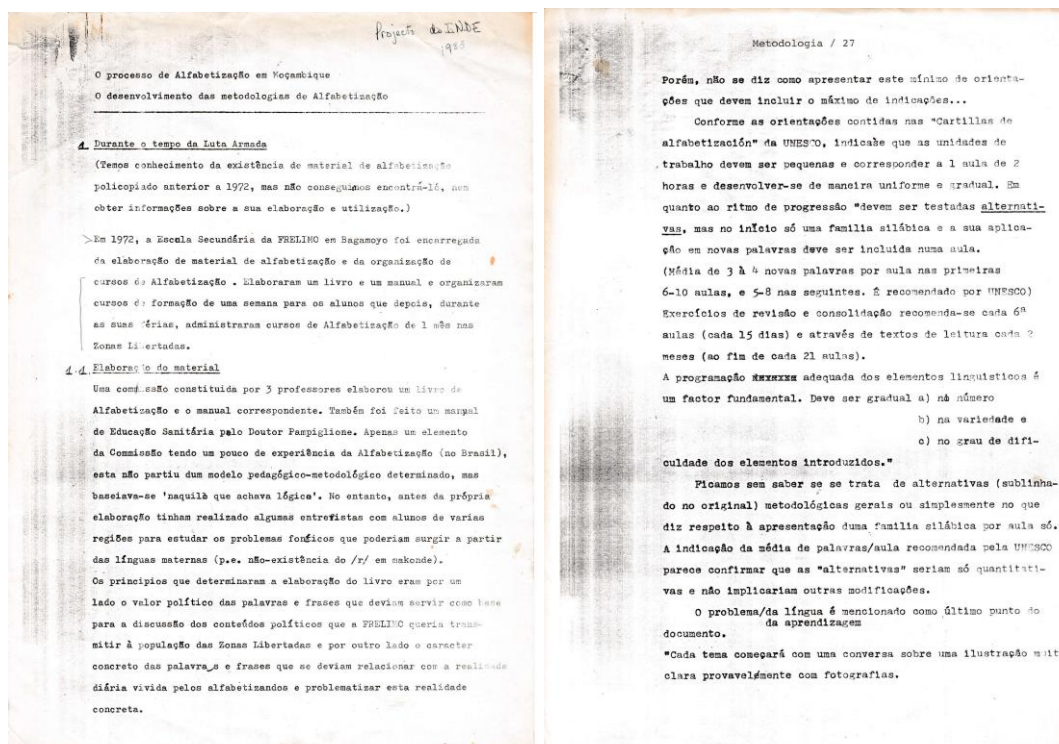 Projecto do INDE
O processo de Alfabetização em Moçambique
O desenvolvimento das metodologias de Alfabetização
1 Durante o tempo da Luta Armada
(Temos conhecimento da existência de material de alfabetização
policopiado anterior a 1972, mas não conseguimos encontrá-lô, nem
obter informações sobre a sua elaboração e utilização.)
>Em 1972, a Escola Secundária da FRELIMO em Bagamoyo foi encarregada
da elaboração de material de alfabetização e da organização de
cursos de Alfabetização . Elaboraram um livro e um manual e organizaram
cursos de formação de uma semana para os alunos que depois, durante
as suas férias, administraram cursos de Alfabetização de 1 mês nas
Zonas Libertadas.
1.1 Elaboração do material
Uma comissão constituida por 3 professores elaborou um livro de
Alfabetização e o manual correspondente. Também foi feito um manual
de Educação Sanitária pelo Doutor Pampiglione. Apenas um elemento
da Commissão tendo um pouco de experiência da Alfabetização (no Brasil),
esta não partiu dum modelo pedagógico-metodológico determinado, mas
baseiava-se 'naquilo que achava lógico'. No entanto, antes da própria
elaboração tinham realizado algumas entrefistas com alunos de varias
regiões para estudar os problemas fonéticos que poderiam surgir a partir
das línguas maternas (p.e. não-existência do /r/ em makonde).
Os principios que determinaram a elaboração do livro eram por um
lado o valor político das palavras e frases que deviam servir como base
para a discussão dos conteúdos políticos que a FRELIMO queria trans-
mitir à população das Zonas Libertadas e por outro lado o caracter
concreto das palavras e frases que se deviam relacionar com a realidade
diária vivida pelos alfabetizandos e problematizar esta realidade
concreta.
Metodologia / 27
Porém, não se diz como apresentar este mínimo de orienta-
ções que devem incluir o máximo de indicações...
Conforme as orientações contidas nas "Cartillas de
alfabetización" da UNESCO, indicase que as unidades de
trabalho devem ser pequenas e corresponder a 1 aula de 2
horas e desenvolver-se de maneira uniforme e gradual. Em
quanto ao ritmo de progressão "devem ser testadas alternati-
vas, mas no início só uma familia silábica e a sua aplica-
ção em novas palavras deve ser incluida numa aula.
(Média de 3 à 4 novas palavras por aula nas primeiras
6-10 aulas, e 5-8 nas seguintes. É recomendado por UNESCO)
Exercícios de revisão e consolidação recomenda-se cada 6ª
aulas (cada 15 dias) e através de textos de leitura cada 2
meses (ao fim de cada 21 aulas).
A programação adequada dos elementos linguisticos é
um factor fundamental. Deve ser gradual a) no número
b) na variedade e
c) no grau de difi-
culdade dos elementos introduzidos."
Ficamos sem saber se se trata de alternativas (sublinha-
do no original) metodológicas gerais ou simplesmente no que
diz respeito à apresentação duma familia silábica por aula só.
A indicação da média de palavras/aula recomendada pela UNESCO
parece confirmar que as "alternativas" seriam só quantitati-
vas e não implicariam outras modificações.
O problema/da língua é mencionado como último punto do
da aprendizagem
documento.
"Cada tema começará com uma conversa sobre uma ilustração muit
clara provavelmente com fotografias.